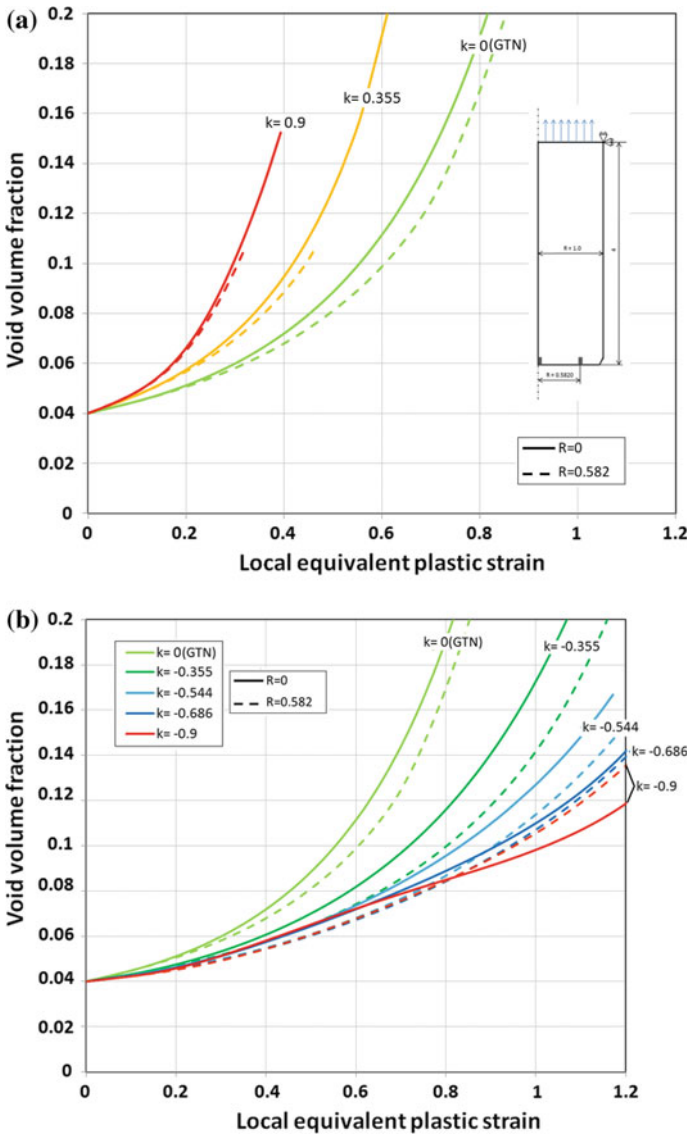 (a)
0.2
0.18
0.16
0.14
0.12
0.1
0.08
0.06
0.04
0.02
0
Void volume fraction
k= 0(GTN)
k= 0.355
k= 0.9
R = 1.0
R = 0.5820
R=0
R=0.582
0 0.2 0.4 0.6 0.8 1 1.2
Local equivalent plastic strain
(b)
0.2
0.18
0.16
0.14
0.12
0.1
0.08
0.06
0.04
0.02
0
Void volume fraction
k= 0(GTN)
k= -0.355
k= -0.544
k= -0.686
k= -0.9
R=0
R=0.582
k= 0(GTN)
k= -0.355
k= -0.544
k= -0.686
k= -0.9
0 0.2 0.4 0.6 0.8 1 1.2
Local equivalent plastic strain